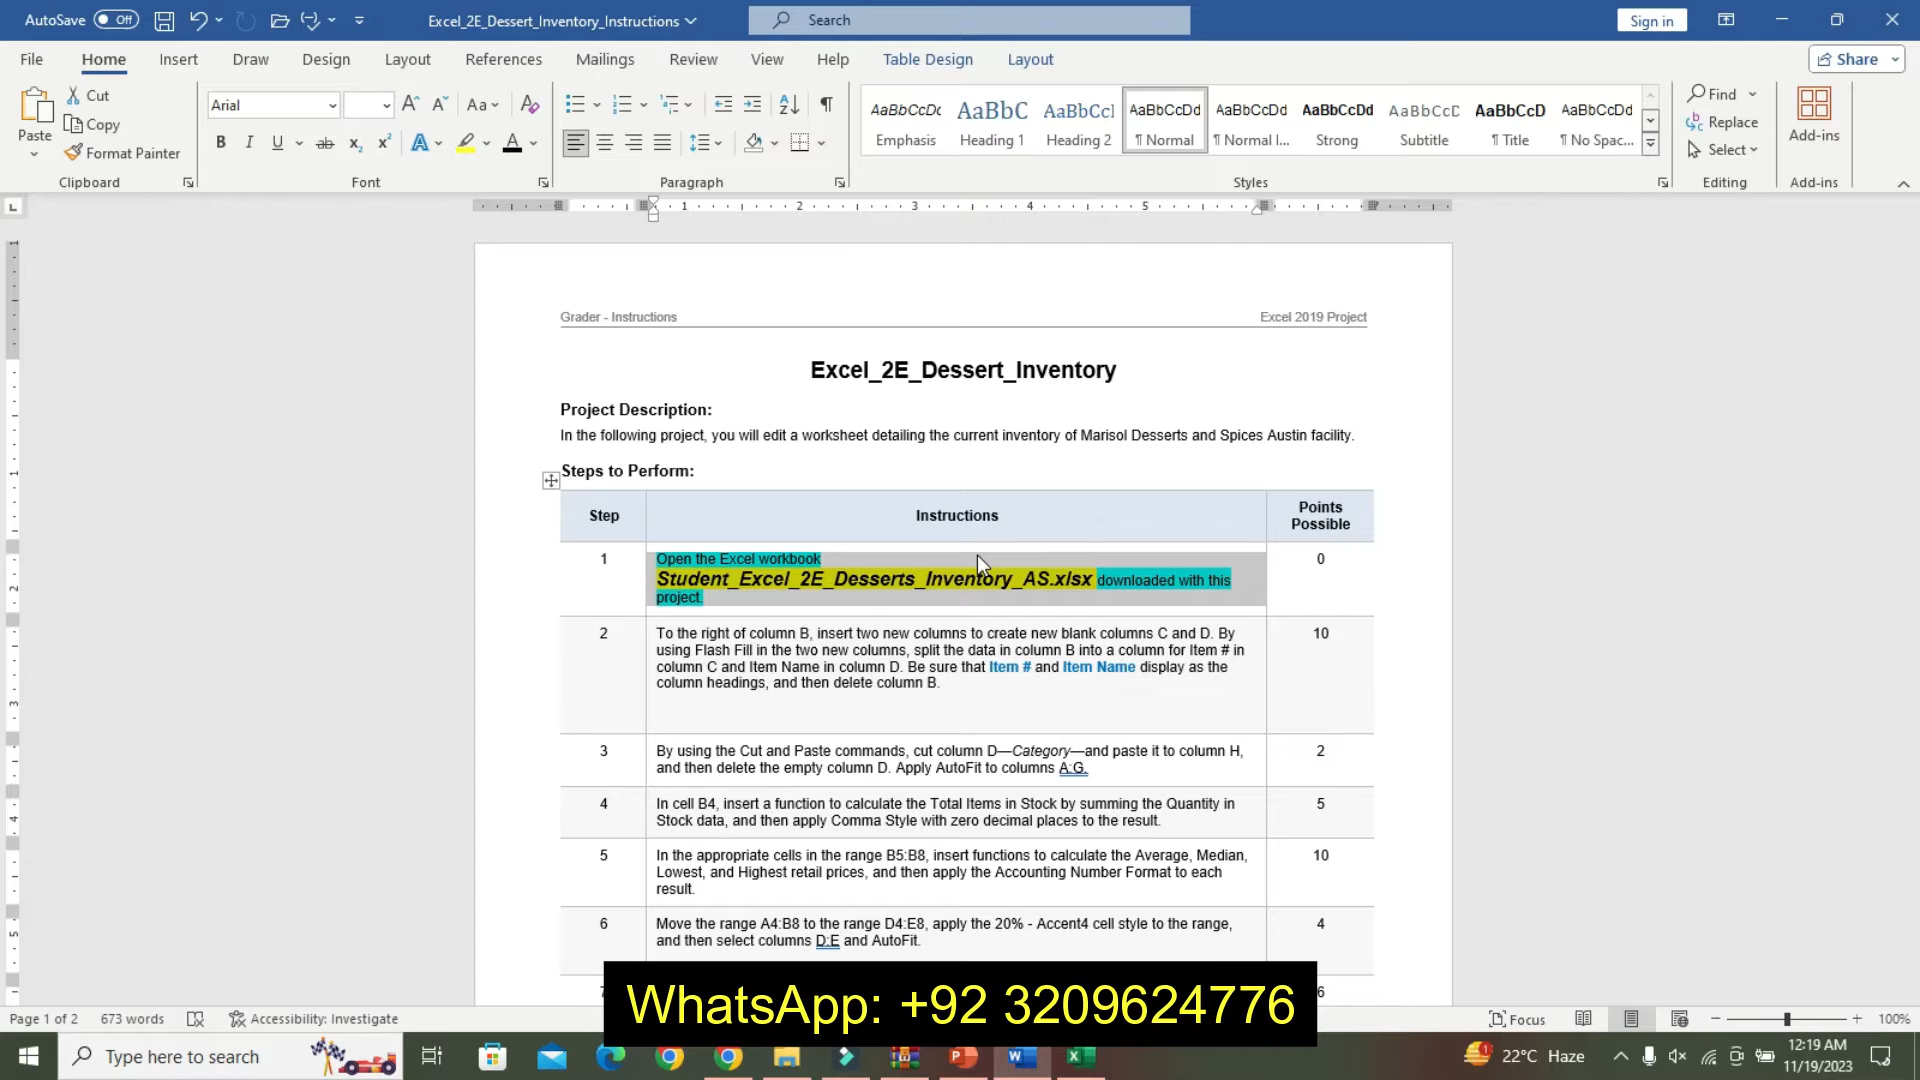 AutoSave Off Excel_2E_Dessert_Inventory_Instructions Search Sign in
File Home Insert Draw Design Layout References Mailings Review View Help Table Design Layout Share
Cut
Copy
Format Painter
Paste
Clipboard
Arial
Aa
B I U ab x₂ x² A A
Font
Paragraph
AaBbCcDc AaBbC AaBbCcI AaBbCcDd AaBbCcDd AaBbCcDd AaBbCcD AaBbCcD AaBbCcDd
Emphasis Heading 1 Heading 2 ¶ Normal ¶ Normal I... Strong Subtitle ¶ Title ¶ No Spac...
Styles
Find
Replace
Select
Editing
Add-ins
Add-ins
1 2 3 4 5
Grader - Instructions Excel 2019 Project
Excel_2E_Dessert_Inventory
Project Description:
In the following project, you will edit a worksheet detailing the current inventory of Marisol Desserts and Spices Austin facility.
Steps to Perform:
Step Instructions Points Possible
1 Open the Excel workbook 0
Student_Excel_2E_Desserts_Inventory_AS.xlsx downloaded with this
project.
2 To the right of column B, insert two new columns to create new blank columns C and D. By 10
using Flash Fill in the two new columns, split the data in column B into a column for Item # in
column C and Item Name in column D. Be sure that Item # and Item Name display as the
column headings, and then delete column B.
3 By using the Cut and Paste commands, cut column D—Category—and paste it to column H, 2
and then delete the empty column D. Apply AutoFit to columns A:G.
4 In cell B4, insert a function to calculate the Total Items in Stock by summing the Quantity in 5
Stock data, and then apply Comma Style with zero decimal places to the result.
5 In the appropriate cells in the range B5:B8, insert functions to calculate the Average, Median, 10
Lowest, and Highest retail prices, and then apply the Accounting Number Format to each
result.
6 Move the range A4:B8 to the range D4:E8, apply the 20% - Accent4 cell style to the range, 4
and then select columns D:E and AutoFit.
WhatsApp: +92 3209624776
Page 1 of 2 673 words Accessibility: Investigate Focus 100%
Type here to search 22°C Haze 12:19 AM
11/19/2023